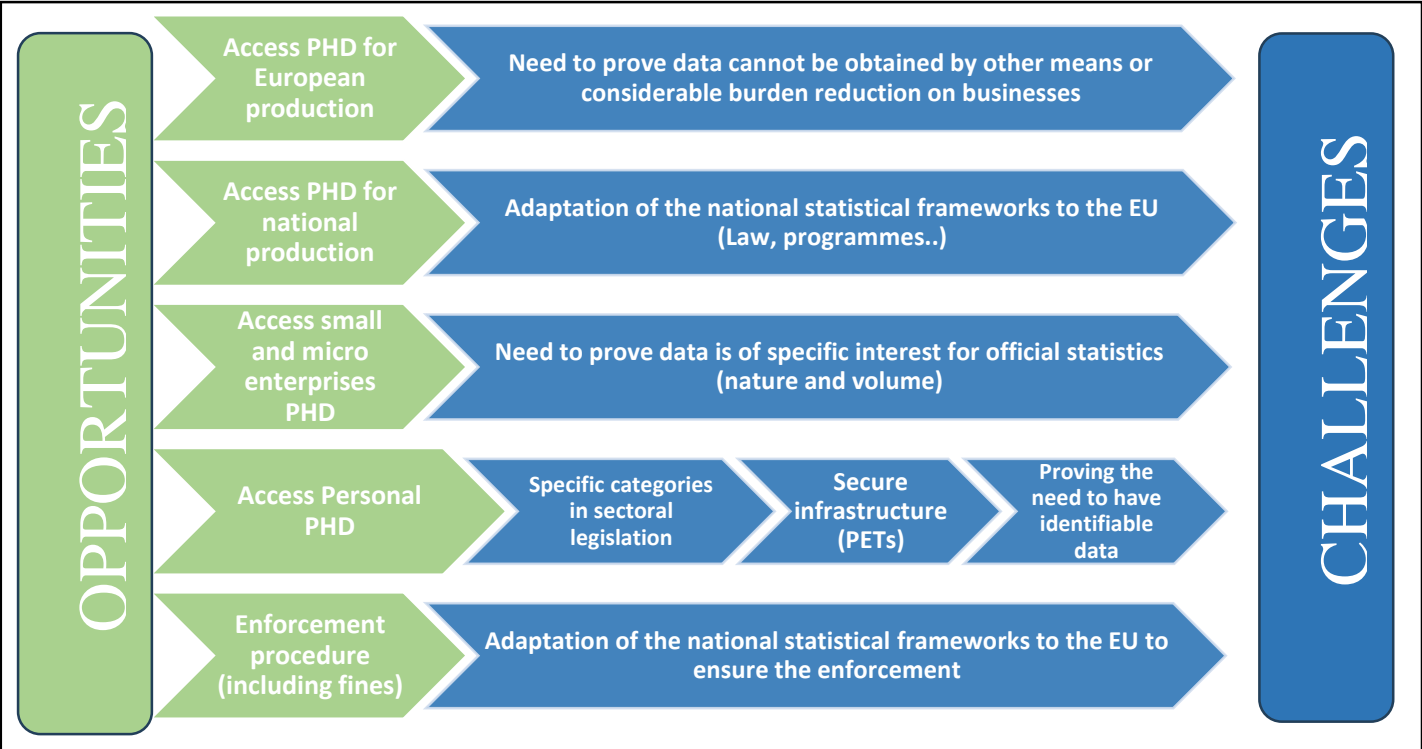 OPPORTUNITIES
Access PHD for
European
production
Need to prove data cannot be obtained by other means or
considerable burden reduction on businesses
Access PHD for
national
production
Adaptation of the national statistical frameworks to the EU
(Law, programmes..)
Access small
and micro
enterprises
PHD
Need to prove data is of specific interest for official statistics
(nature and volume)
Access Personal
PHD
Specific categories
in sectoral
legislation
Secure
infrastructure
(PETs)
Proving the
need to have
identifiable
data
Enforcement
procedure
(including fines)
Adaptation of the national statistical frameworks to the EU to
ensure the enforcement
CHALLENGES